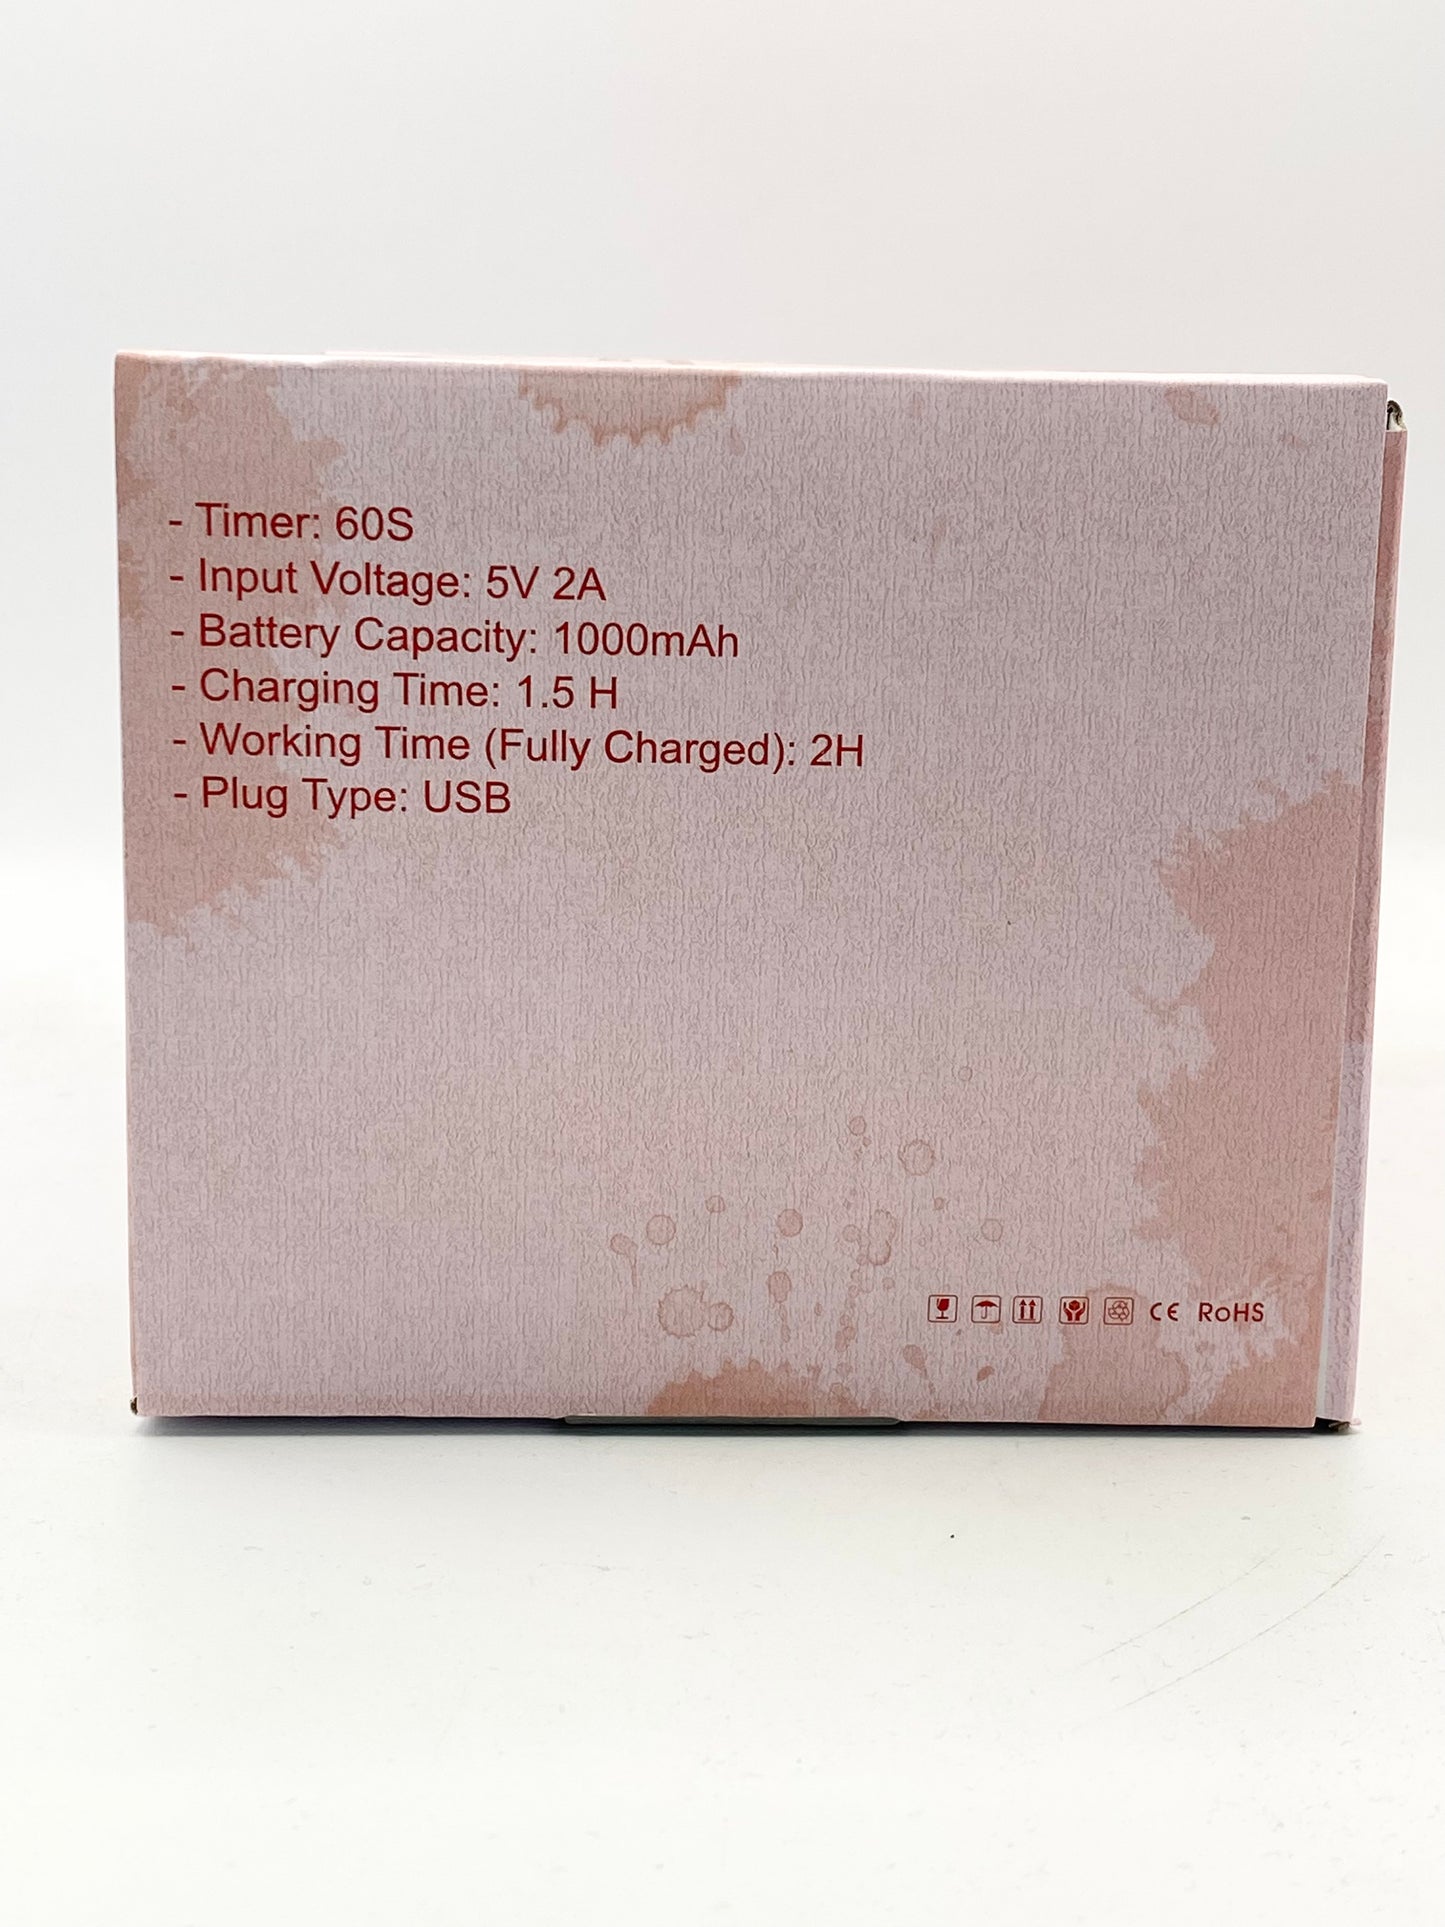 - Timer: 60S
- Input Voltage: 5V 2A
- Battery Capacity: 1000mAh
- Charging Time: 1.5 H
- Working Time (Fully Charged): 2H
- Plug Type: USB
CE RoHS